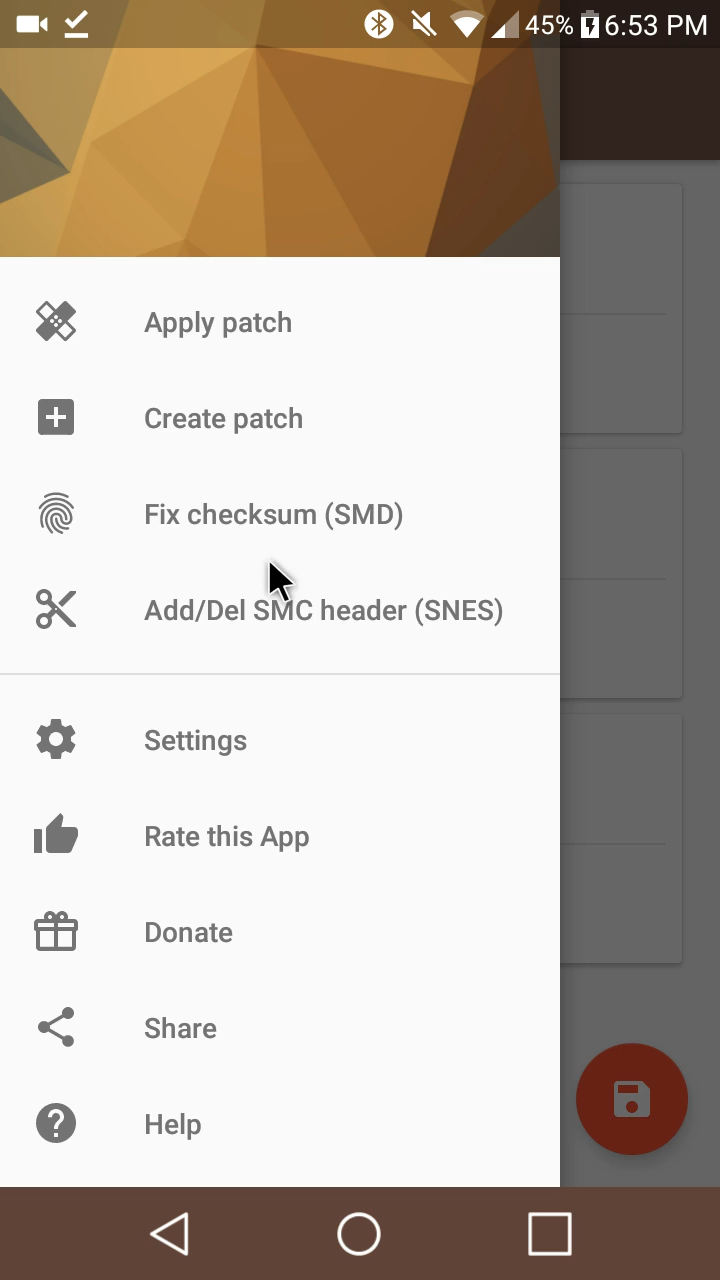 45% 6:53 PM
Apply patch
Create patch
Fix checksum (SMD)
Add/Del SMC header (SNES)
Settings
Rate this App
Donate
Share
Help